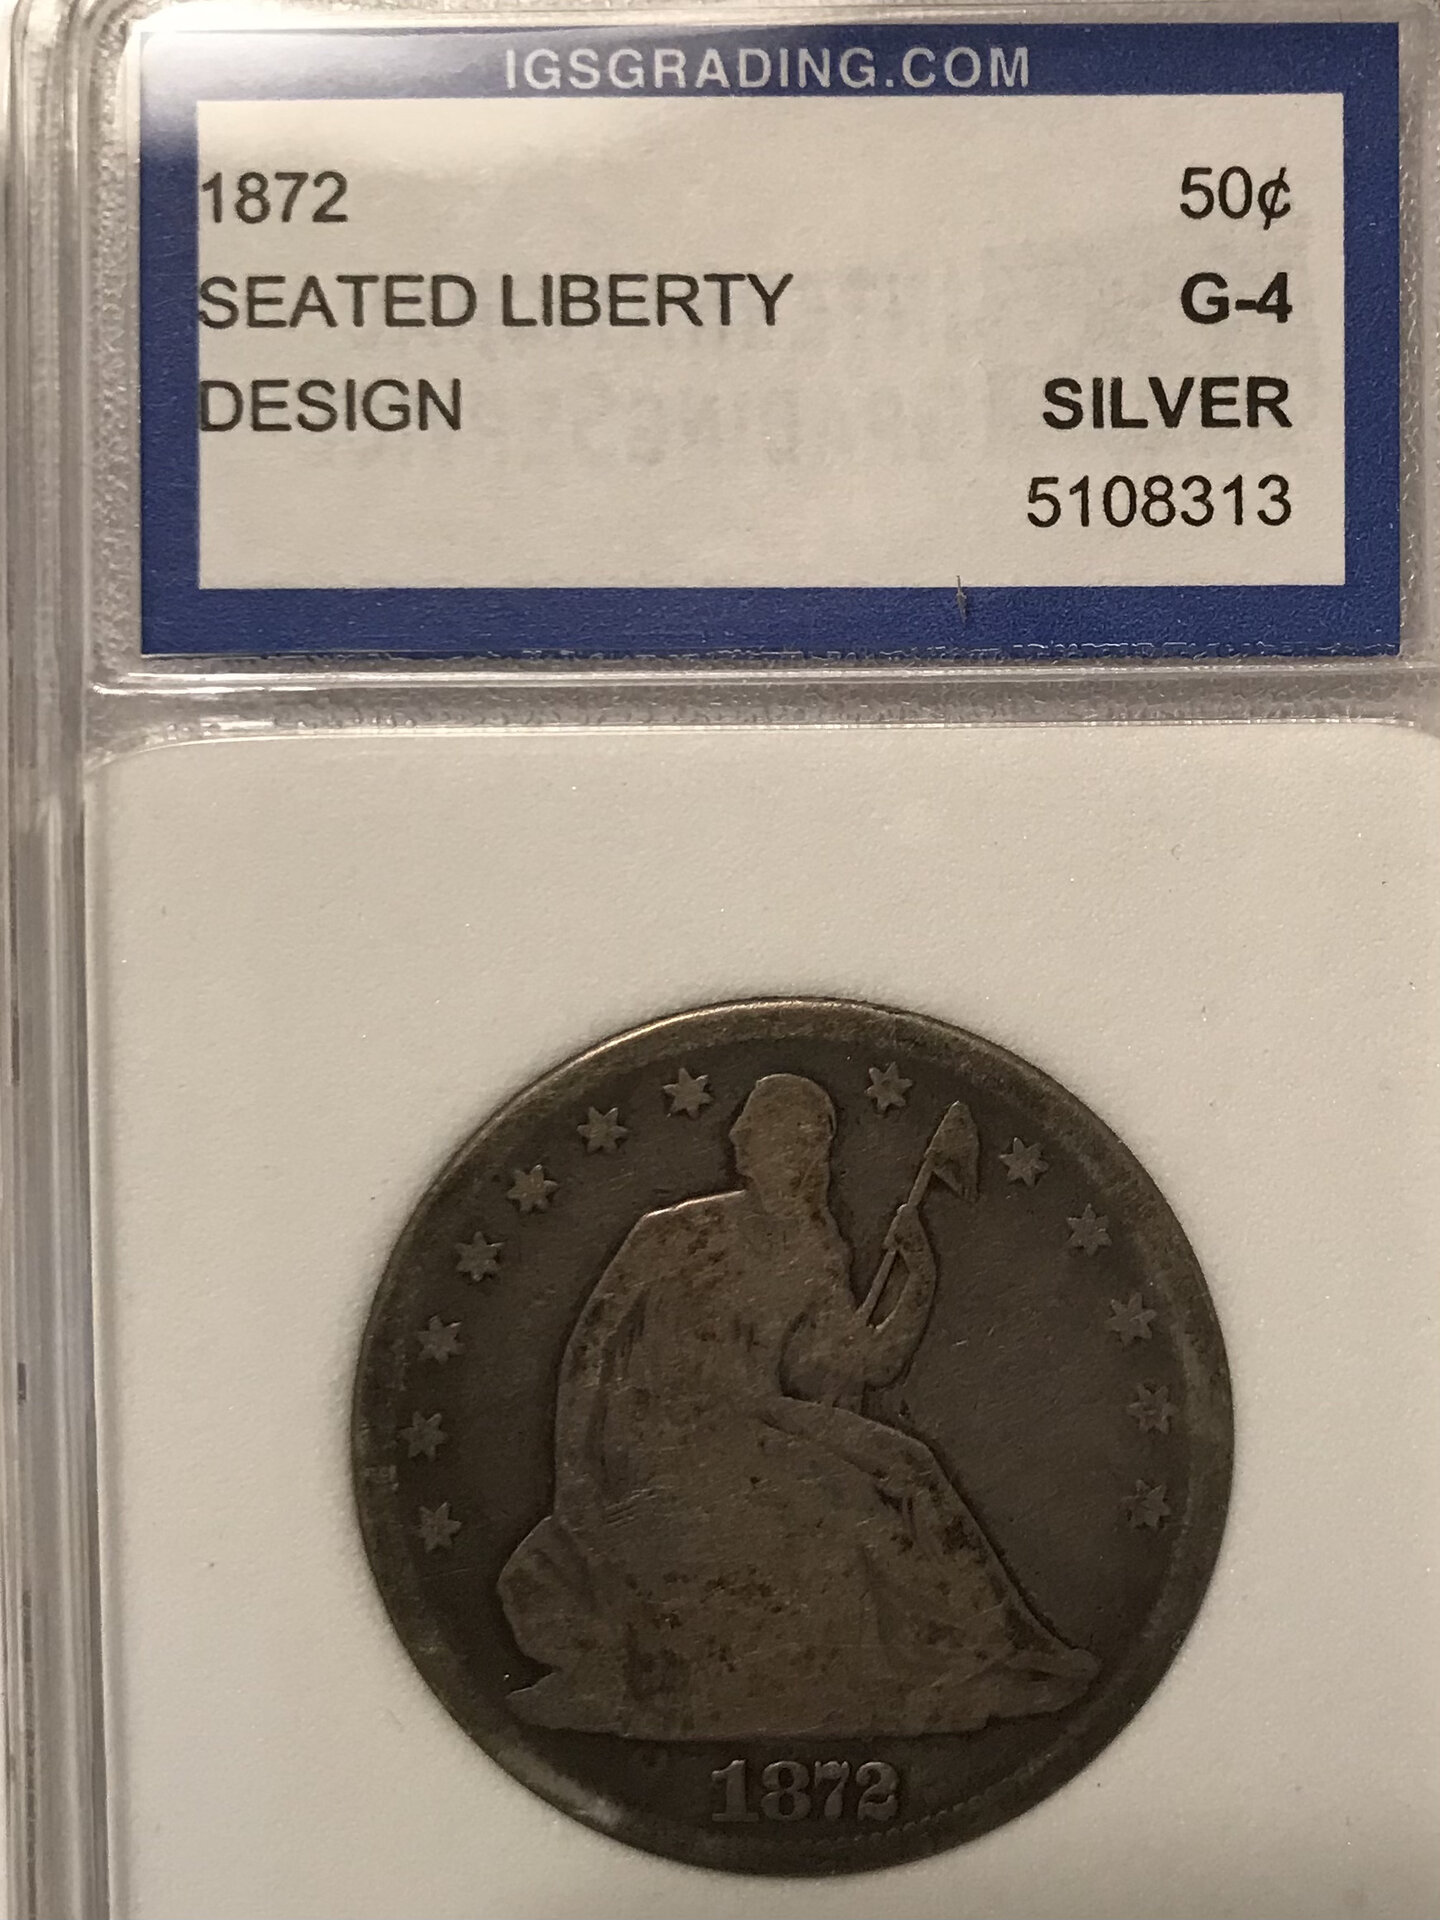 IGSGRADING.COM
1872 50¢
SEATED LIBERTY G-4
DESIGN SILVER
5108313
1872